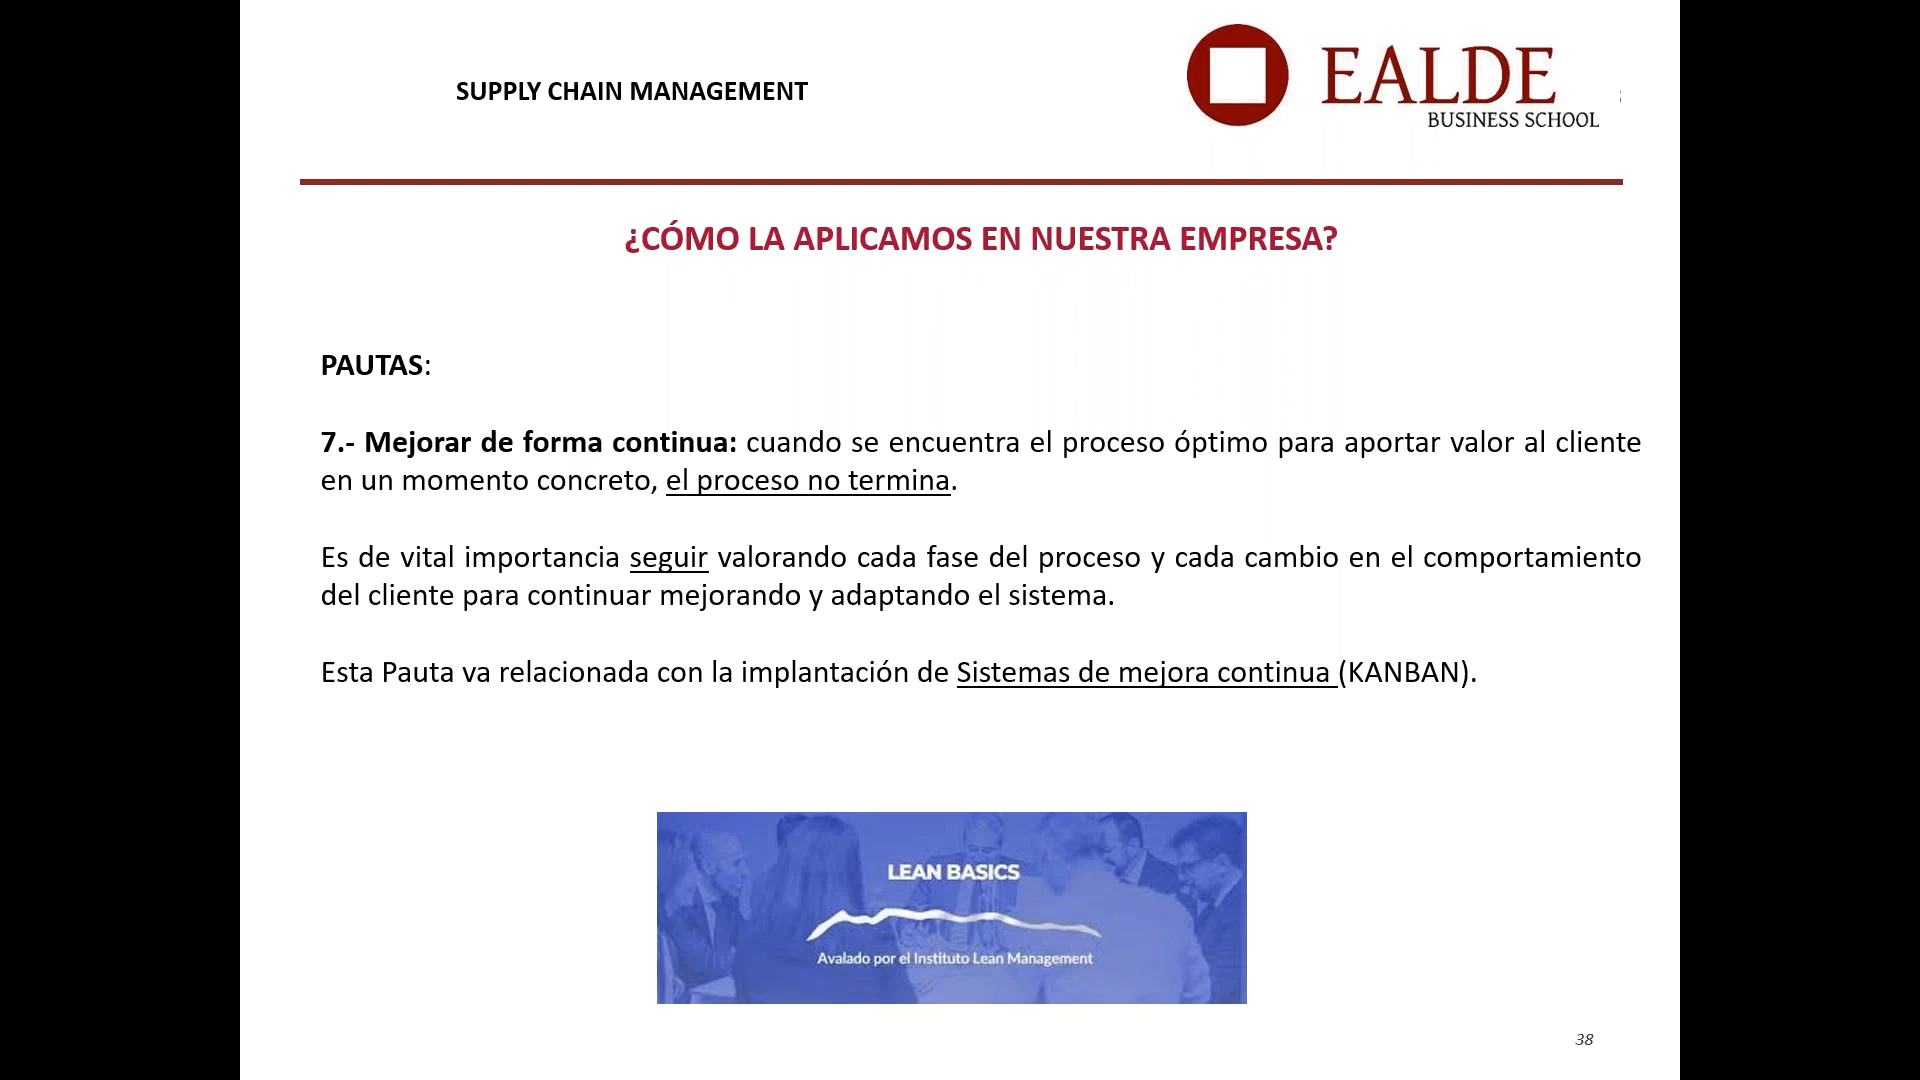 SUPPLY CHAIN MANAGEMENT
EALDE
BUSINESS SCHOOL
¿CÓMO LA APLICAMOS EN NUESTRA EMPRESA?
PAUTAS:
7.- Mejorar de forma continua: cuando se encuentra el proceso óptimo para aportar valor al cliente
en un momento concreto, el proceso no termina.
Es de vital importancia seguir valorando cada fase del proceso y cada cambio en el comportamiento
del cliente para continuar mejorando y adaptando el sistema.
Esta Pauta va relacionada con la implantación de Sistemas de mejora continua (KANBAN).
LEAN BASICS
Avalado por el Instituto Lean Management
38